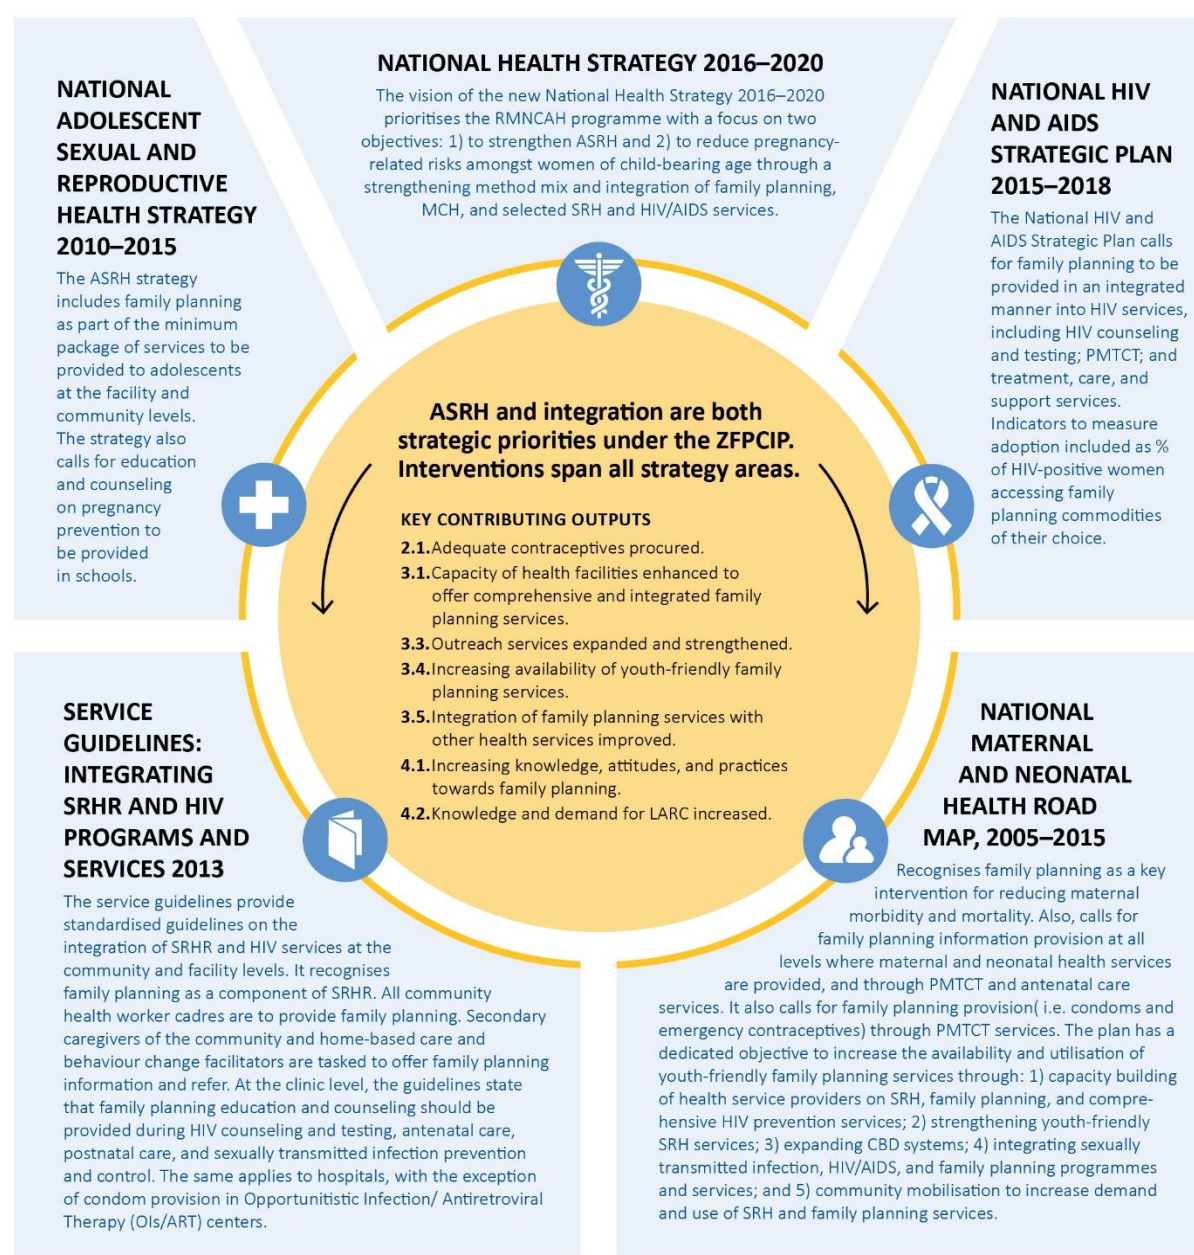 NATIONAL
ADOLESCENT
SEXUAL AND
REPRODUCTIVE
HEALTH STRATEGY
2010–2015
The ASRH strategy
includes family planning
as part of the minimum
package of services to be
provided to adolescents
at the facility and
community levels.
The strategy also
calls for education
and counseling
on pregnancy
prevention to
be provided
in schools.
NATIONAL HEALTH STRATEGY 2016–2020
The vision of the new National Health Strategy 2016–2020
prioritises the RMNCAH programme with a focus on two
objectives: 1) to strengthen ASRH and 2) to reduce pregnancy-
related risks amongst women of child-bearing age through a
strengthening method mix and integration of family planning,
MCH, and selected SRH and HIV/AIDS services.
NATIONAL HIV
AND AIDS
STRATEGIC PLAN
2015–2018
The National HIV and
AIDS Strategic Plan calls
for family planning to be
provided in an integrated
manner into HIV services,
including HIV counseling
and testing; PMTCT; and
treatment, care, and
support services.
Indicators to measure
adoption included as %
of HIV-positive women
accessing family
planning commodities
of their choice.
ASRH and integration are both
strategic priorities under the ZFPCIP.
Interventions span all strategy areas.
KEY CONTRIBUTING OUTPUTS
2.1. Adequate contraceptives procured.
3.1. Capacity of health facilities enhanced to
offer comprehensive and integrated family
planning services.
3.3. Outreach services expanded and strengthened.
3.4. Increasing availability of youth-friendly family
planning services.
3.5. Integration of family planning services with
other health services improved.
4.1. Increasing knowledge, attitudes, and practices
towards family planning.
4.2. Knowledge and demand for LARC increased.
SERVICE
GUIDELINES:
INTEGRATING
SRHR AND HIV
PROGRAMS AND
SERVICES 2013
The service guidelines provide
standardised guidelines on the
integration of SRHR and HIV services at the
community and facility levels. It recognises
family planning as a component of SRHR. All community
health worker cadres are to provide family planning. Secondary
caregivers of the community and home-based care and
behaviour change facilitators are tasked to offer family planning
information and refer. At the clinic level, the guidelines state
that family planning education and counseling should be
provided during HIV counseling and testing, antenatal care,
postnatal care, and sexually transmitted infection prevention
and control. The same applies to hospitals, with the exception
of condom provision in Opportunitistic Infection/ Antiretroviral
Therapy (OIs/ART) centers.
NATIONAL
MATERNAL
AND NEONATAL
HEALTH ROAD
MAP, 2005–2015
Recognises family planning as a key
intervention for reducing maternal
morbidity and mortality. Also, calls for
family planning information provision at all
levels where maternal and neonatal health services
are provided, and through PMTCT and antenatal care
services. It also calls for family planning provision( i.e. condoms and
emergency contraceptives) through PMTCT services. The plan has a
dedicated objective to increase the availability and utilisation of
youth-friendly family planning services through: 1) capacity building
of health service providers on SRH, family planning, and compre-
hensive HIV prevention services; 2) strengthening youth-friendly
SRH services; 3) expanding CBD systems; 4) integrating sexually
transmitted infection, HIV/AIDS, and family planning programmes
and services; and 5) community mobilisation to increase demand
and use of SRH and family planning services.